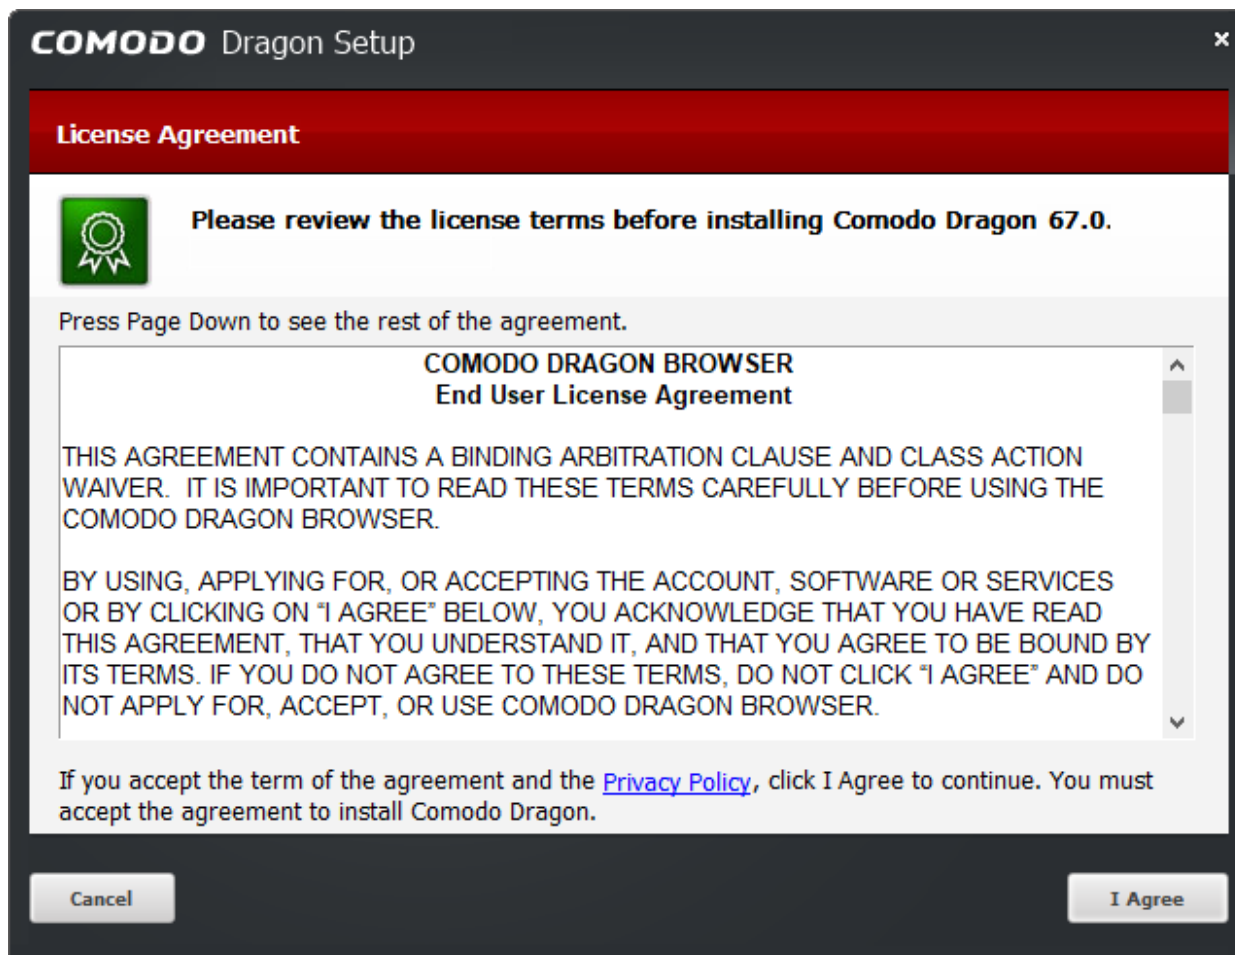 COMODO Dragon Setup
License Agreement
Please review the license terms before installing Comodo Dragon 67.0.
Press Page Down to see the rest of the agreement.
COMODO DRAGON BROWSER
End User License Agreement
THIS AGREEMENT CONTAINS A BINDING ARBITRATION CLAUSE AND CLASS ACTION
WAIVER.  IT IS IMPORTANT TO READ THESE TERMS CAREFULLY BEFORE USING THE
COMODO DRAGON BROWSER.
BY USING, APPLYING FOR, OR ACCEPTING THE ACCOUNT, SOFTWARE OR SERVICES
OR BY CLICKING ON “I AGREE” BELOW, YOU ACKNOWLEDGE THAT YOU HAVE READ
THIS AGREEMENT, THAT YOU UNDERSTAND IT, AND THAT YOU AGREE TO BE BOUND BY
ITS TERMS. IF YOU DO NOT AGREE TO THESE TERMS, DO NOT CLICK “I AGREE” AND DO
NOT APPLY FOR, ACCEPT, OR USE COMODO DRAGON BROWSER.
If you accept the term of the agreement and the Privacy Policy, click I Agree to continue. You must
accept the agreement to install Comodo Dragon.
Cancel
I Agree